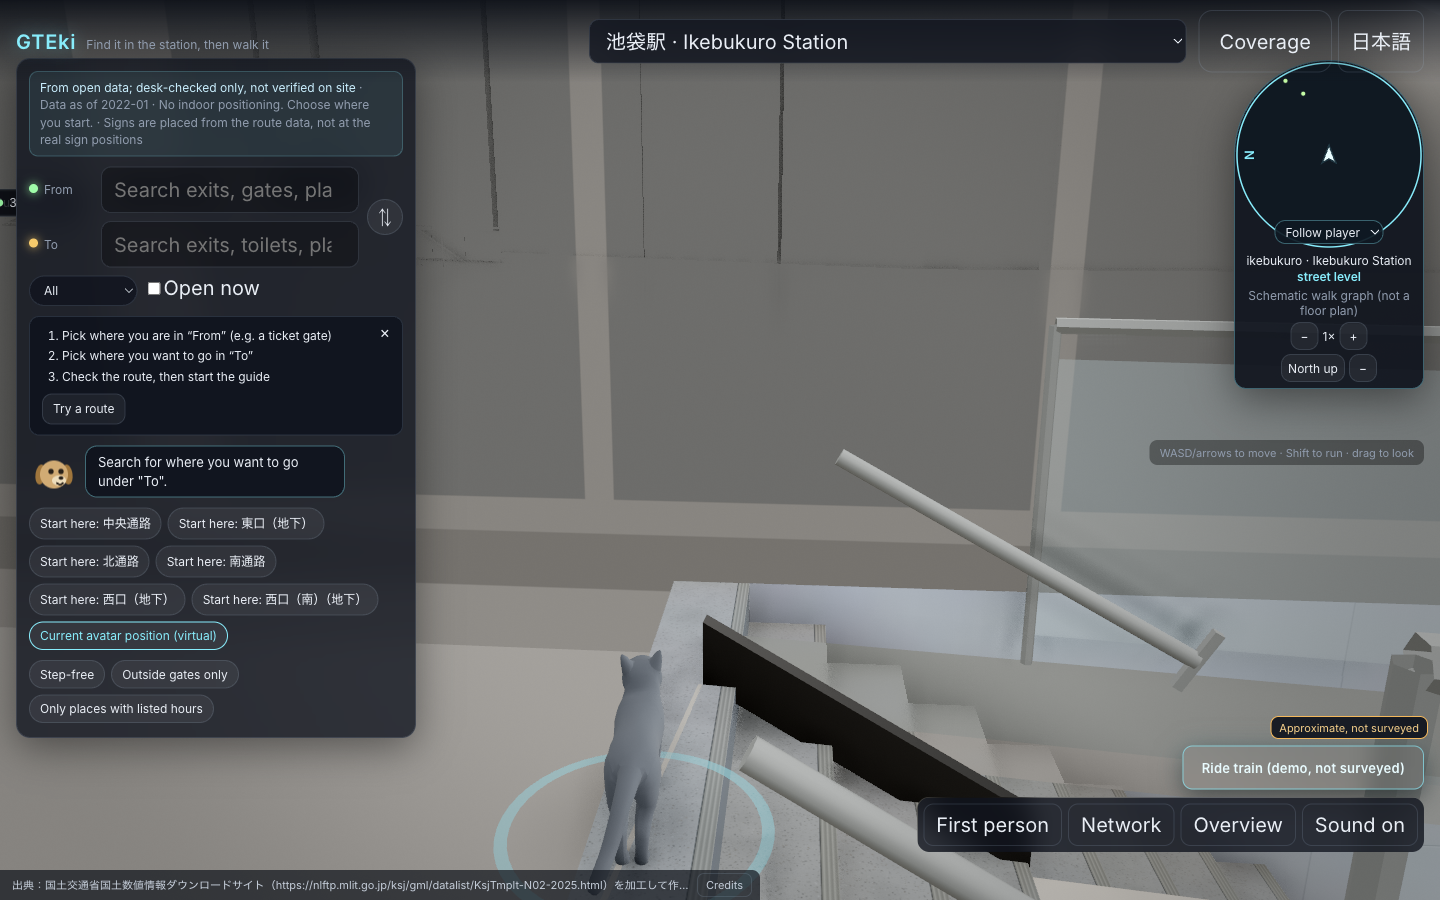 GTEki Find it in the station, then walk it
池袋駅 · Ikebukuro Station
Coverage
日本語
From open data; desk-checked only, not verified on site ·
Data as of 2022-01 · No indoor positioning. Choose where
you start. · Signs are placed from the route data, not at the
real sign positions
From
Search exits, gates, pla
To
Search exits, toilets, pla
All
Open now
1. Pick where you are in “From” (e.g. a ticket gate)
2. Pick where you want to go in “To”
3. Check the route, then start the guide
×
Try a route
Search for where you want to go
under "To".
Start here: 中央通路
Start here: 東口（地下）
Start here: 北通路
Start here: 南通路
Start here: 西口（地下）
Start here: 西口（南）（地下）
Current avatar position (virtual)
Step-free
Outside gates only
Only places with listed hours
3
N
Follow player
ikebukuro · Ikebukuro Station
street level
Schematic walk graph (not a
floor plan)
− 1× +
North up −
WASD/arrows to move · Shift to run · drag to look
Approximate, not surveyed
Ride train (demo, not surveyed)
First person
Network
Overview
Sound on
出典：国土交通省国土数値情報ダウンロードサイト（https://nlftp.mlit.go.jp/ksj/gml/datalist/KsjTmplt-N02-2025.html）を加工して作...
Credits